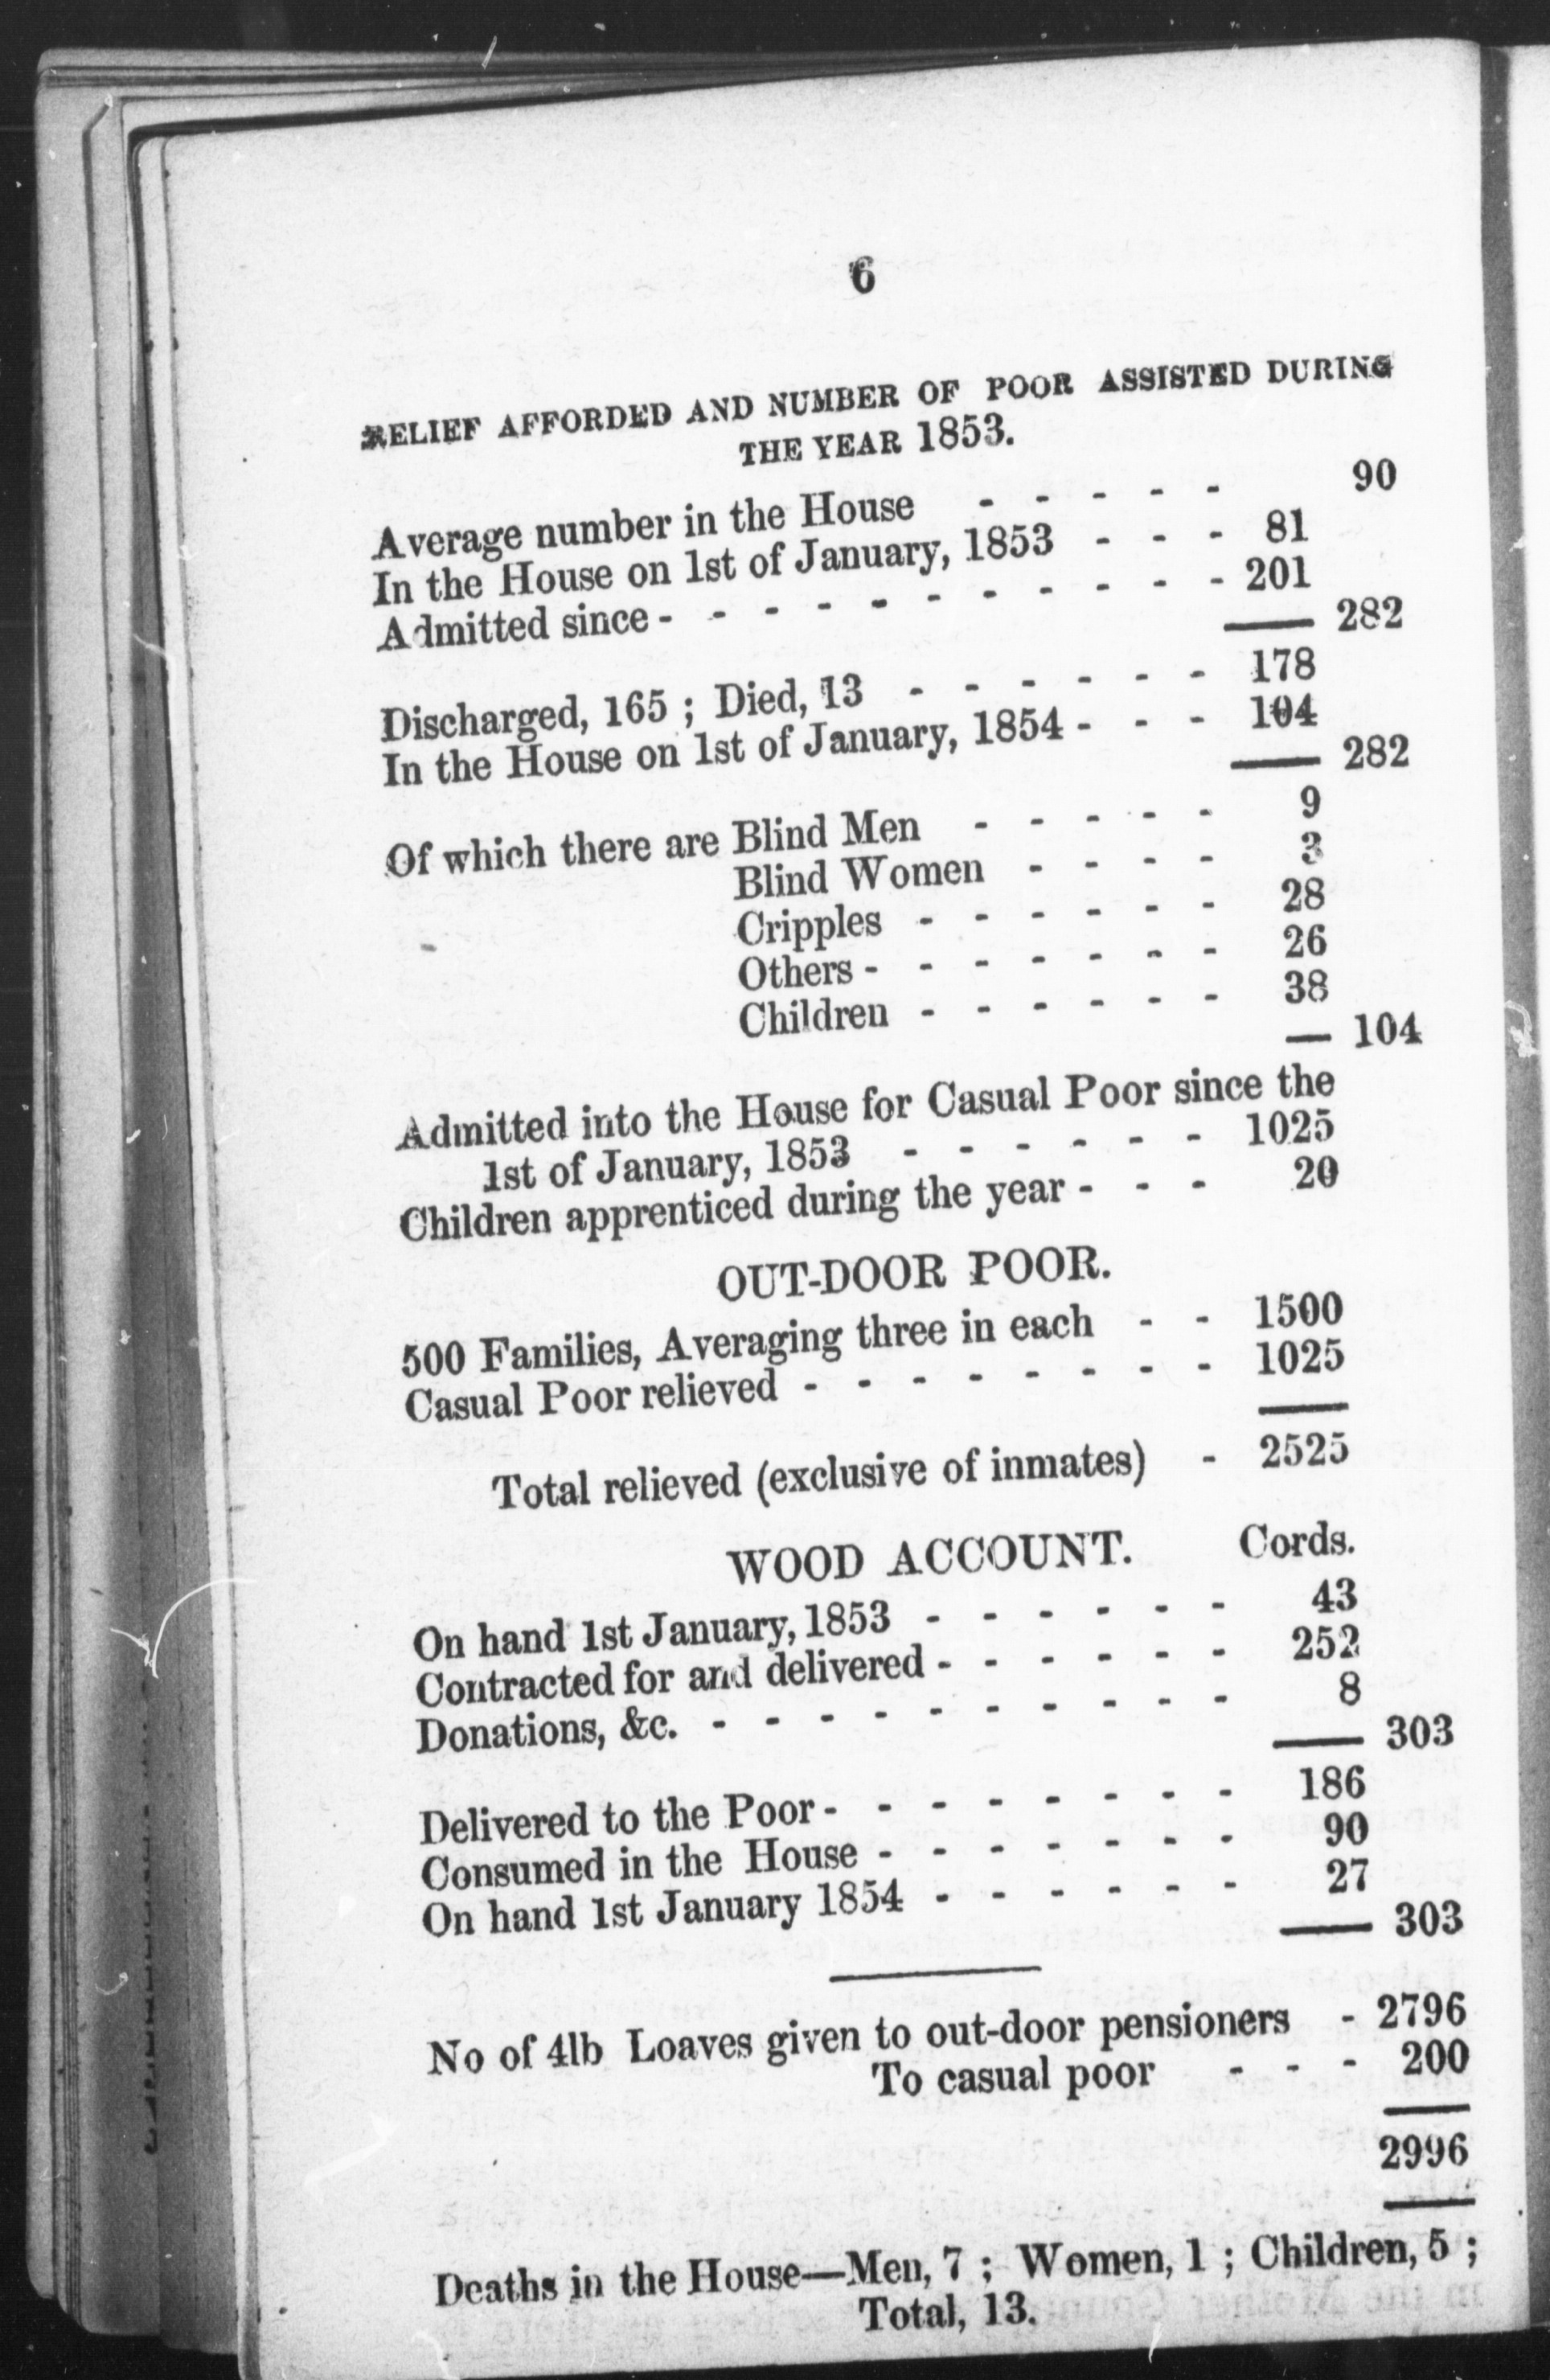 6
RELIEF AFFORDED AND NUMBER OF POOR ASSISTED DURING
THE YEAR 1853.
Average number in the House - - - - - 90
In the House on 1st of January, 1853 - - - 81
Admitted since - - - - - - - - - - - 201
282
Discharged, 165 ; Died, 13 - - - - - - 178
In the House on 1st of January, 1854 - - - 104
282
Of which there are Blind Men - - - - - 9
Blind Women - - - - 3
Cripples - - - - - - 28
Others - - - - - - - 26
Children - - - - - - 38
104
Admitted into the House for Casual Poor since the
1st of January, 1853 - - - - - - 1025
Children apprenticed during the year - - - 20
OUT-DOOR POOR.
500 Families, Averaging three in each - - 1500
Casual Poor relieved - - - - - - - - 1025
Total relieved (exclusive of inmates) - 2525
WOOD ACCOUNT. Cords.
On hand 1st January, 1853 - - - - - - 43
Contracted for and delivered - - - - - - 252
Donations, &c. - - - - - - - - - - 8
303
Delivered to the Poor - - - - - - - - 186
Consumed in the House - - - - - - - 90
On hand 1st January 1854 - - - - - - 27
303
No of 4lb Loaves given to out-door pensioners - 2796
To casual poor - - - 200
2996
Deaths in the House—Men, 7 ; Women, 1 ; Children, 5 ;
Total, 13.